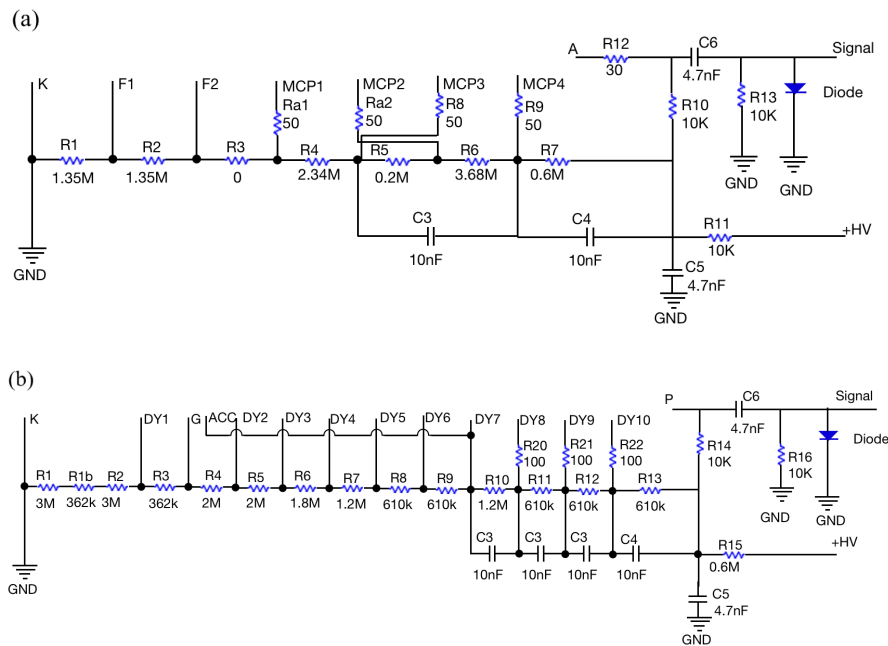 (a)
A R12 C6 Signal
30 4.7nF
K F1 F2 MCP1 MCP2 MCP3 MCP4
Ra1 Ra2 R8 R9 R10 R13 Diode
50 50 50 50 10K 10K
R1 R2 R3 R4 R5 R6 R7
1.35M 1.35M 0 2.34M 0.2M 3.68M 0.6M
GND GND
C3 C4 R11 +HV
10nF 10nF 10K
GND
C5
4.7nF
GND
(b)
P C6 Signal
4.7nF
K DY1 G ACC DY2 DY3 DY4 DY5 DY6 DY7 DY8 DY9 DY10
R20 R21 R22 R14 R16 Diode
100 100 100 10K 10K
R1 R1b R2 R3 R4 R5 R6 R7 R8 R9 R10 R11 R12 R13
3M 362k 3M 362k 2M 2M 1.8M 1.2M 610k 610k 1.2M 610k 610k 610k
GND GND
C3 C3 C3 C4 R15 +HV
10nF 10nF 10nF 10nF 0.6M
GND
C5
4.7nF
GND